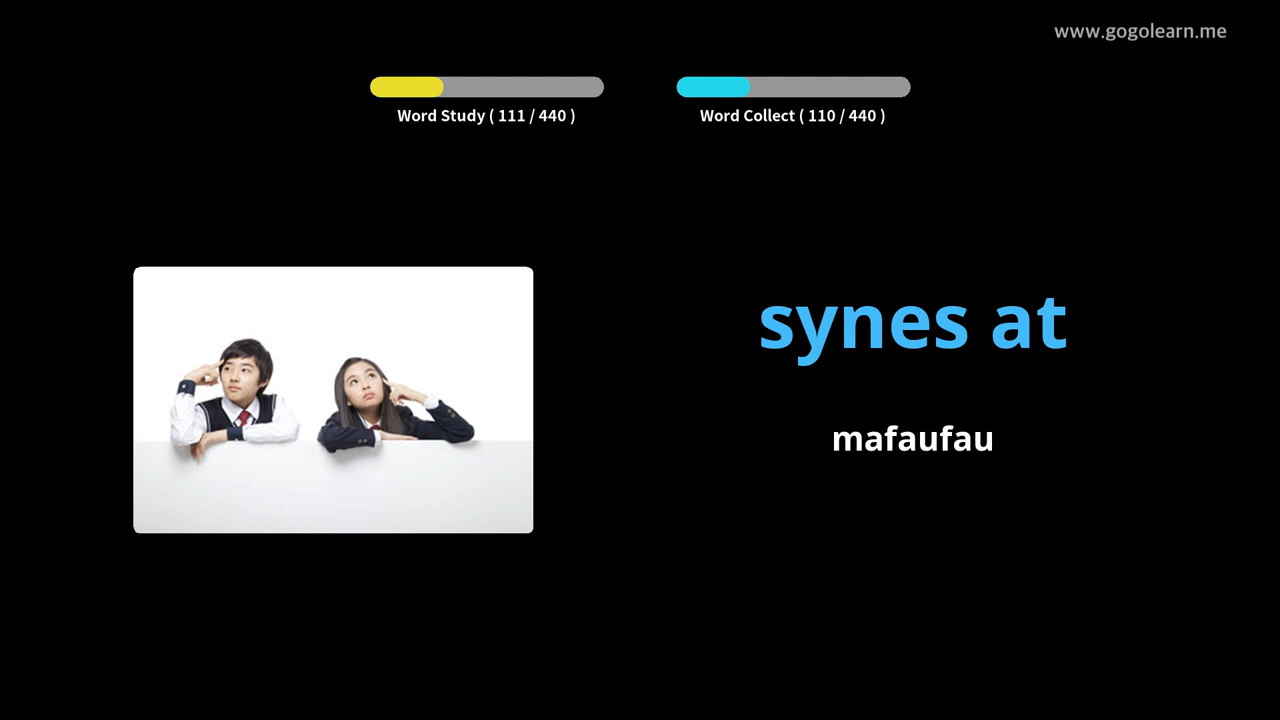 www.gogolearn.me
Word Study ( 111 / 440 )
Word Collect ( 110 / 440 )
synes at
mafaufau